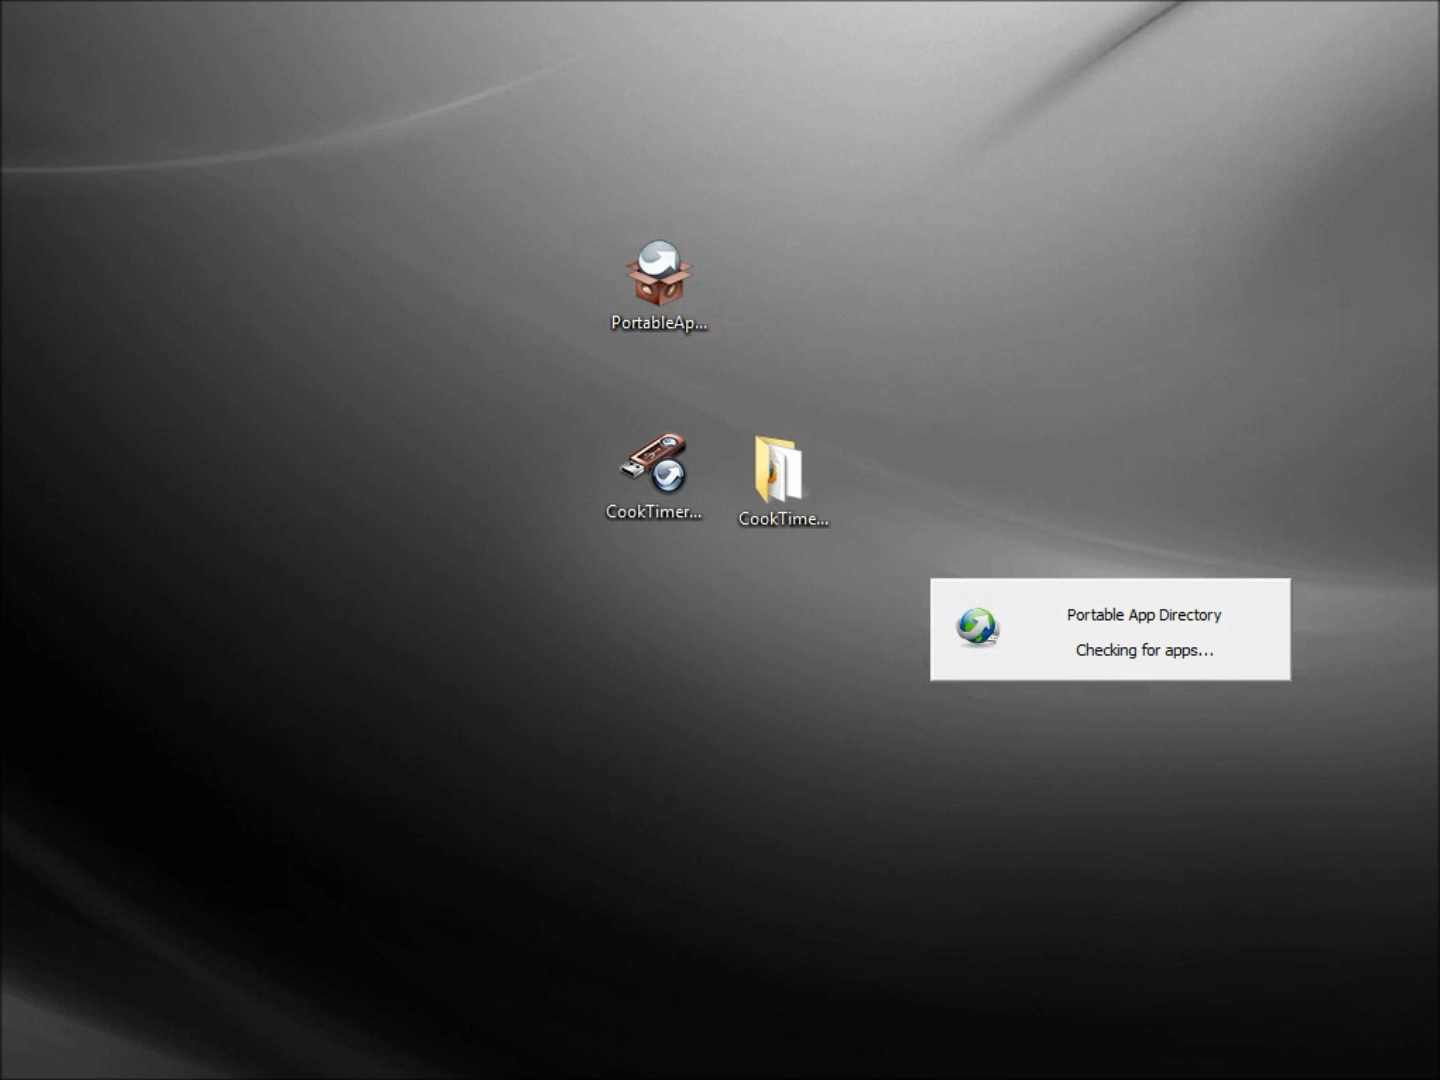 PortableAp...
CookTimer...
CookTime...
Portable App Directory
Checking for apps...